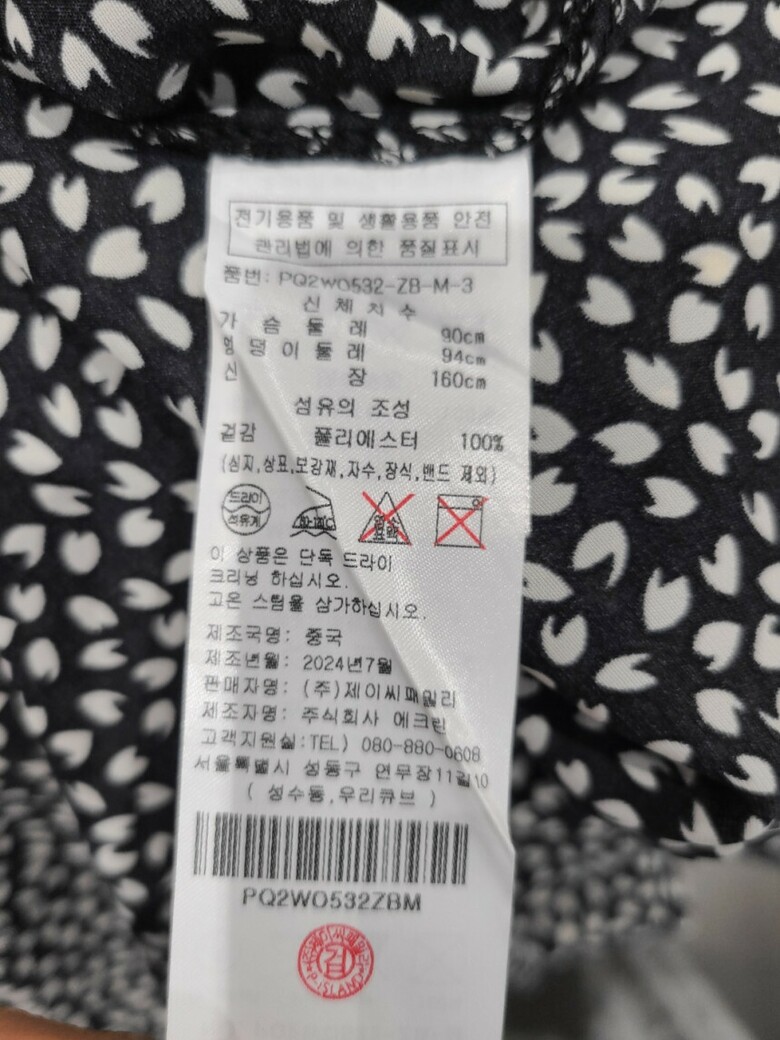 전기용품 및 생활용품 안전
관리법에 의한 품질표시
품번: PQ2WO532-ZB-M-3
신체치수
가슴둘레 90cm
엉덩이둘레 94cm
신장 160cm
섬유의 조성
겉감 폴리에스터 100%
(심지,상표,보강재,자수,장식,밴드 제외)
드라이
석유계
이 상품은 단독 드라이
크리닝 하십시오.
고온 스팀을 삼가하십시오.
제조국명: 중국
제조년월: 2024년7월
판매자명: (주)제이씨패밀리
제조자명: 주식회사 에크린
고객지원실:TEL) 080-880-0608
서울특별시 성동구 연무장11길10
( 성수동,우리큐브 )
PQ2WO532ZBM
검
P-ISLAND